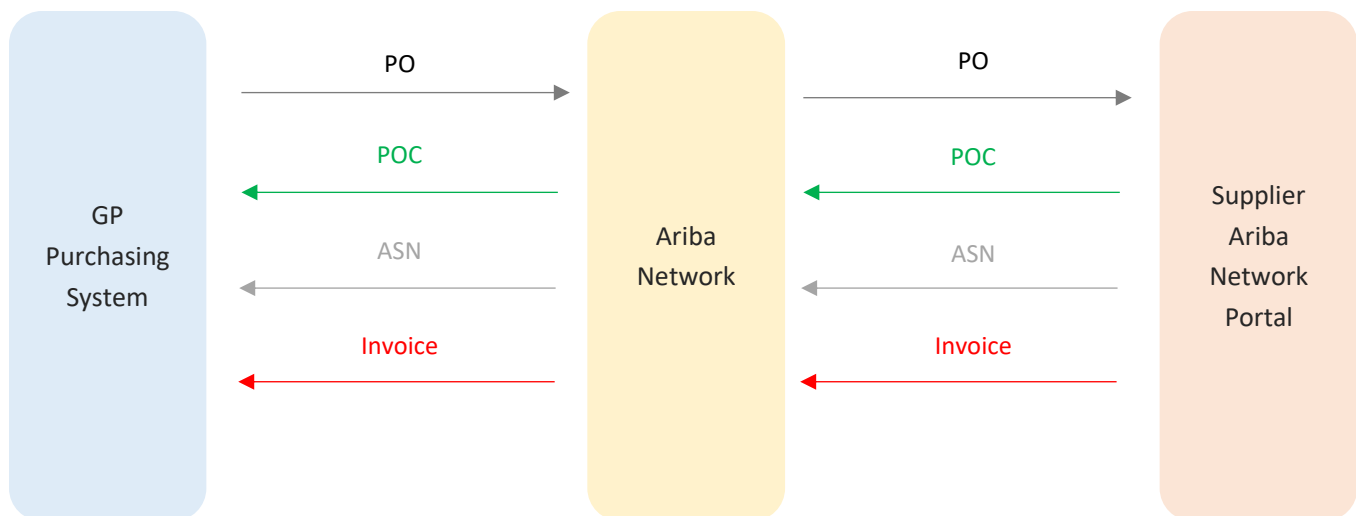 PO
PO
POC
POC
GP
Purchasing
System
Ariba
Network
Supplier
Ariba
Network
Portal
ASN
ASN
Invoice
Invoice